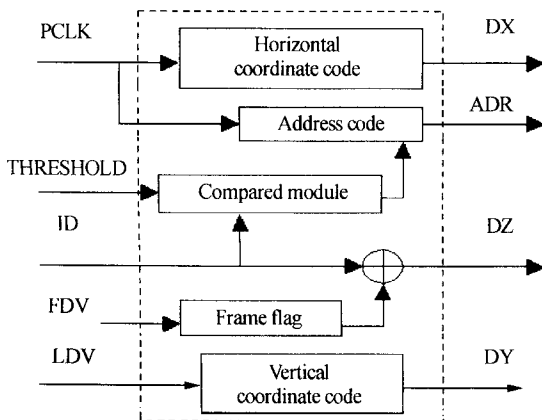 PCLK
Horizontal
coordinate code
DX
Address code
ADR
THRESHOLD
Compared module
ID
DZ
FDV
Frame flag
LDV
Vertical
coordinate code
DY